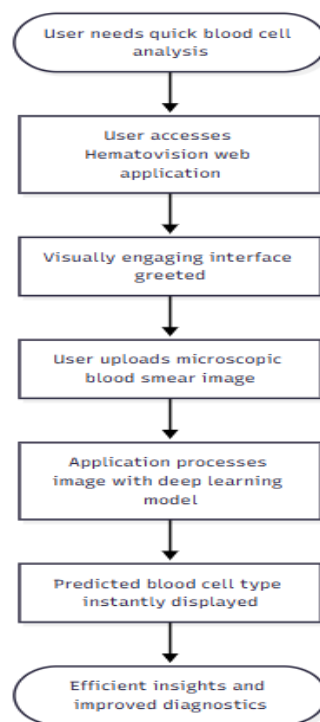 User needs quick blood cell
analysis
User accesses
Hematovision web
application
Visually engaging interface
greeted
User uploads microscopic
blood smear image
Application processes
image with deep learning
model
Predicted blood cell type
instantly displayed
Efficient insights and
improved diagnostics